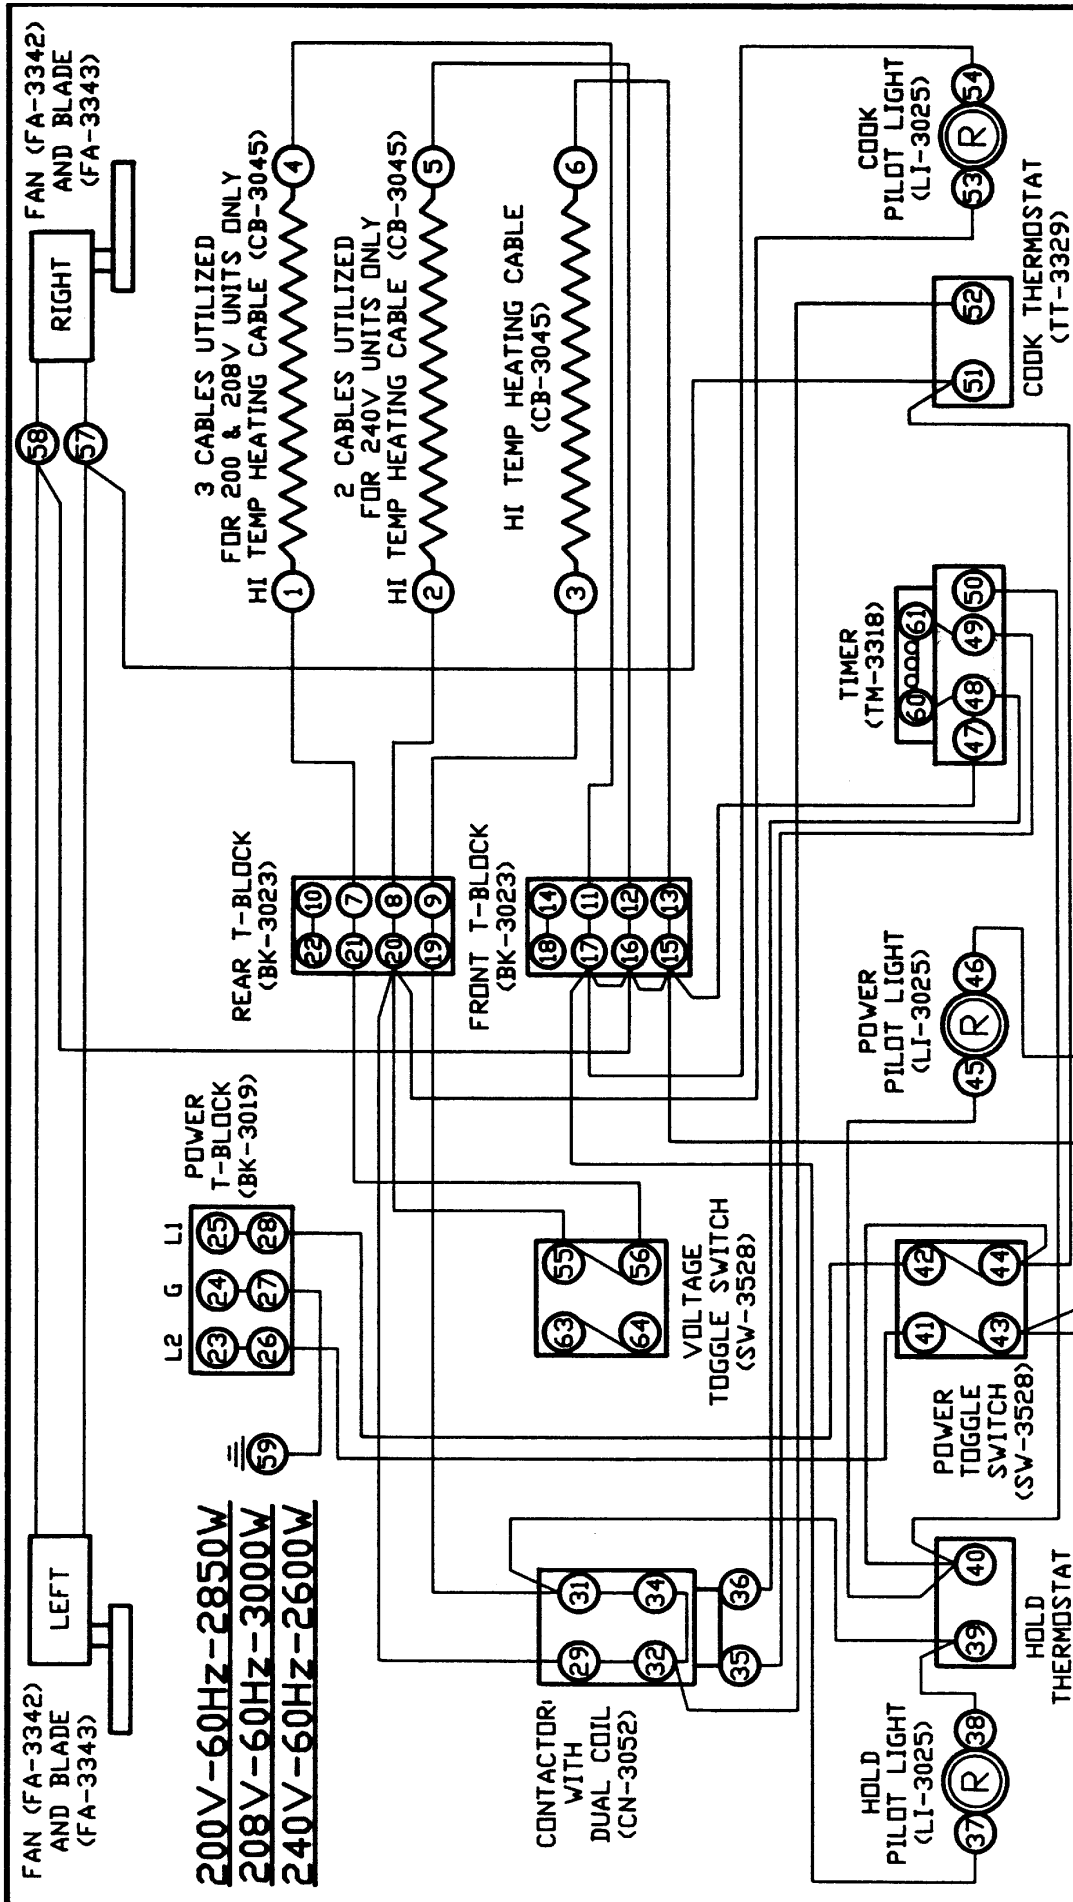 FAN (FA-3342)
AND BLADE
(FA-3343)
LEFT
58
57
RIGHT
FAN (FA-3342)
AND BLADE
(FA-3343)
200V-60Hz-2850W
208V-60Hz-3000W
240V-60Hz-2600W
59
L2 G L1
23 24 25
26 27 28
POWER
T-BLOCK
(BK-3019)
REAR T-BLOCK
(BK-3023)
22 10
21 7
20 8
19 9
3 CABLES UTILIZED
FOR 200 & 208V UNITS ONLY
HI TEMP HEATING CABLE (CB-3045)
1 4
2 CABLES UTILIZED
FOR 240V UNITS ONLY
HI TEMP HEATING CABLE (CB-3045)
2 5
HI TEMP HEATING CABLE
(CB-3045)
3 6
FRONT T-BLOCK
(BK-3023)
18 14
17 11
16 12
15 13
CONTACTOR
WITH
DUAL COIL
(CN-3052)
29 31
32 34
35 36
63 55
64 56
VOLTAGE
TOGGLE SWITCH
(SW-3528)
HOLD
PILOT LIGHT
(LI-3025)
37 R 38
39 40
HOLD
THERMOSTAT
POWER
TOGGLE
SWITCH
(SW-3528)
41 42
43 44
POWER
PILOT LIGHT
(LI-3025)
45 R 46
TIMER
(TM-3318)
60 61
47 48 49 50
51 52
COOK THERMOSTAT
(TT-3329)
COOK
PILOT LIGHT
(LI-3025)
53 R 54